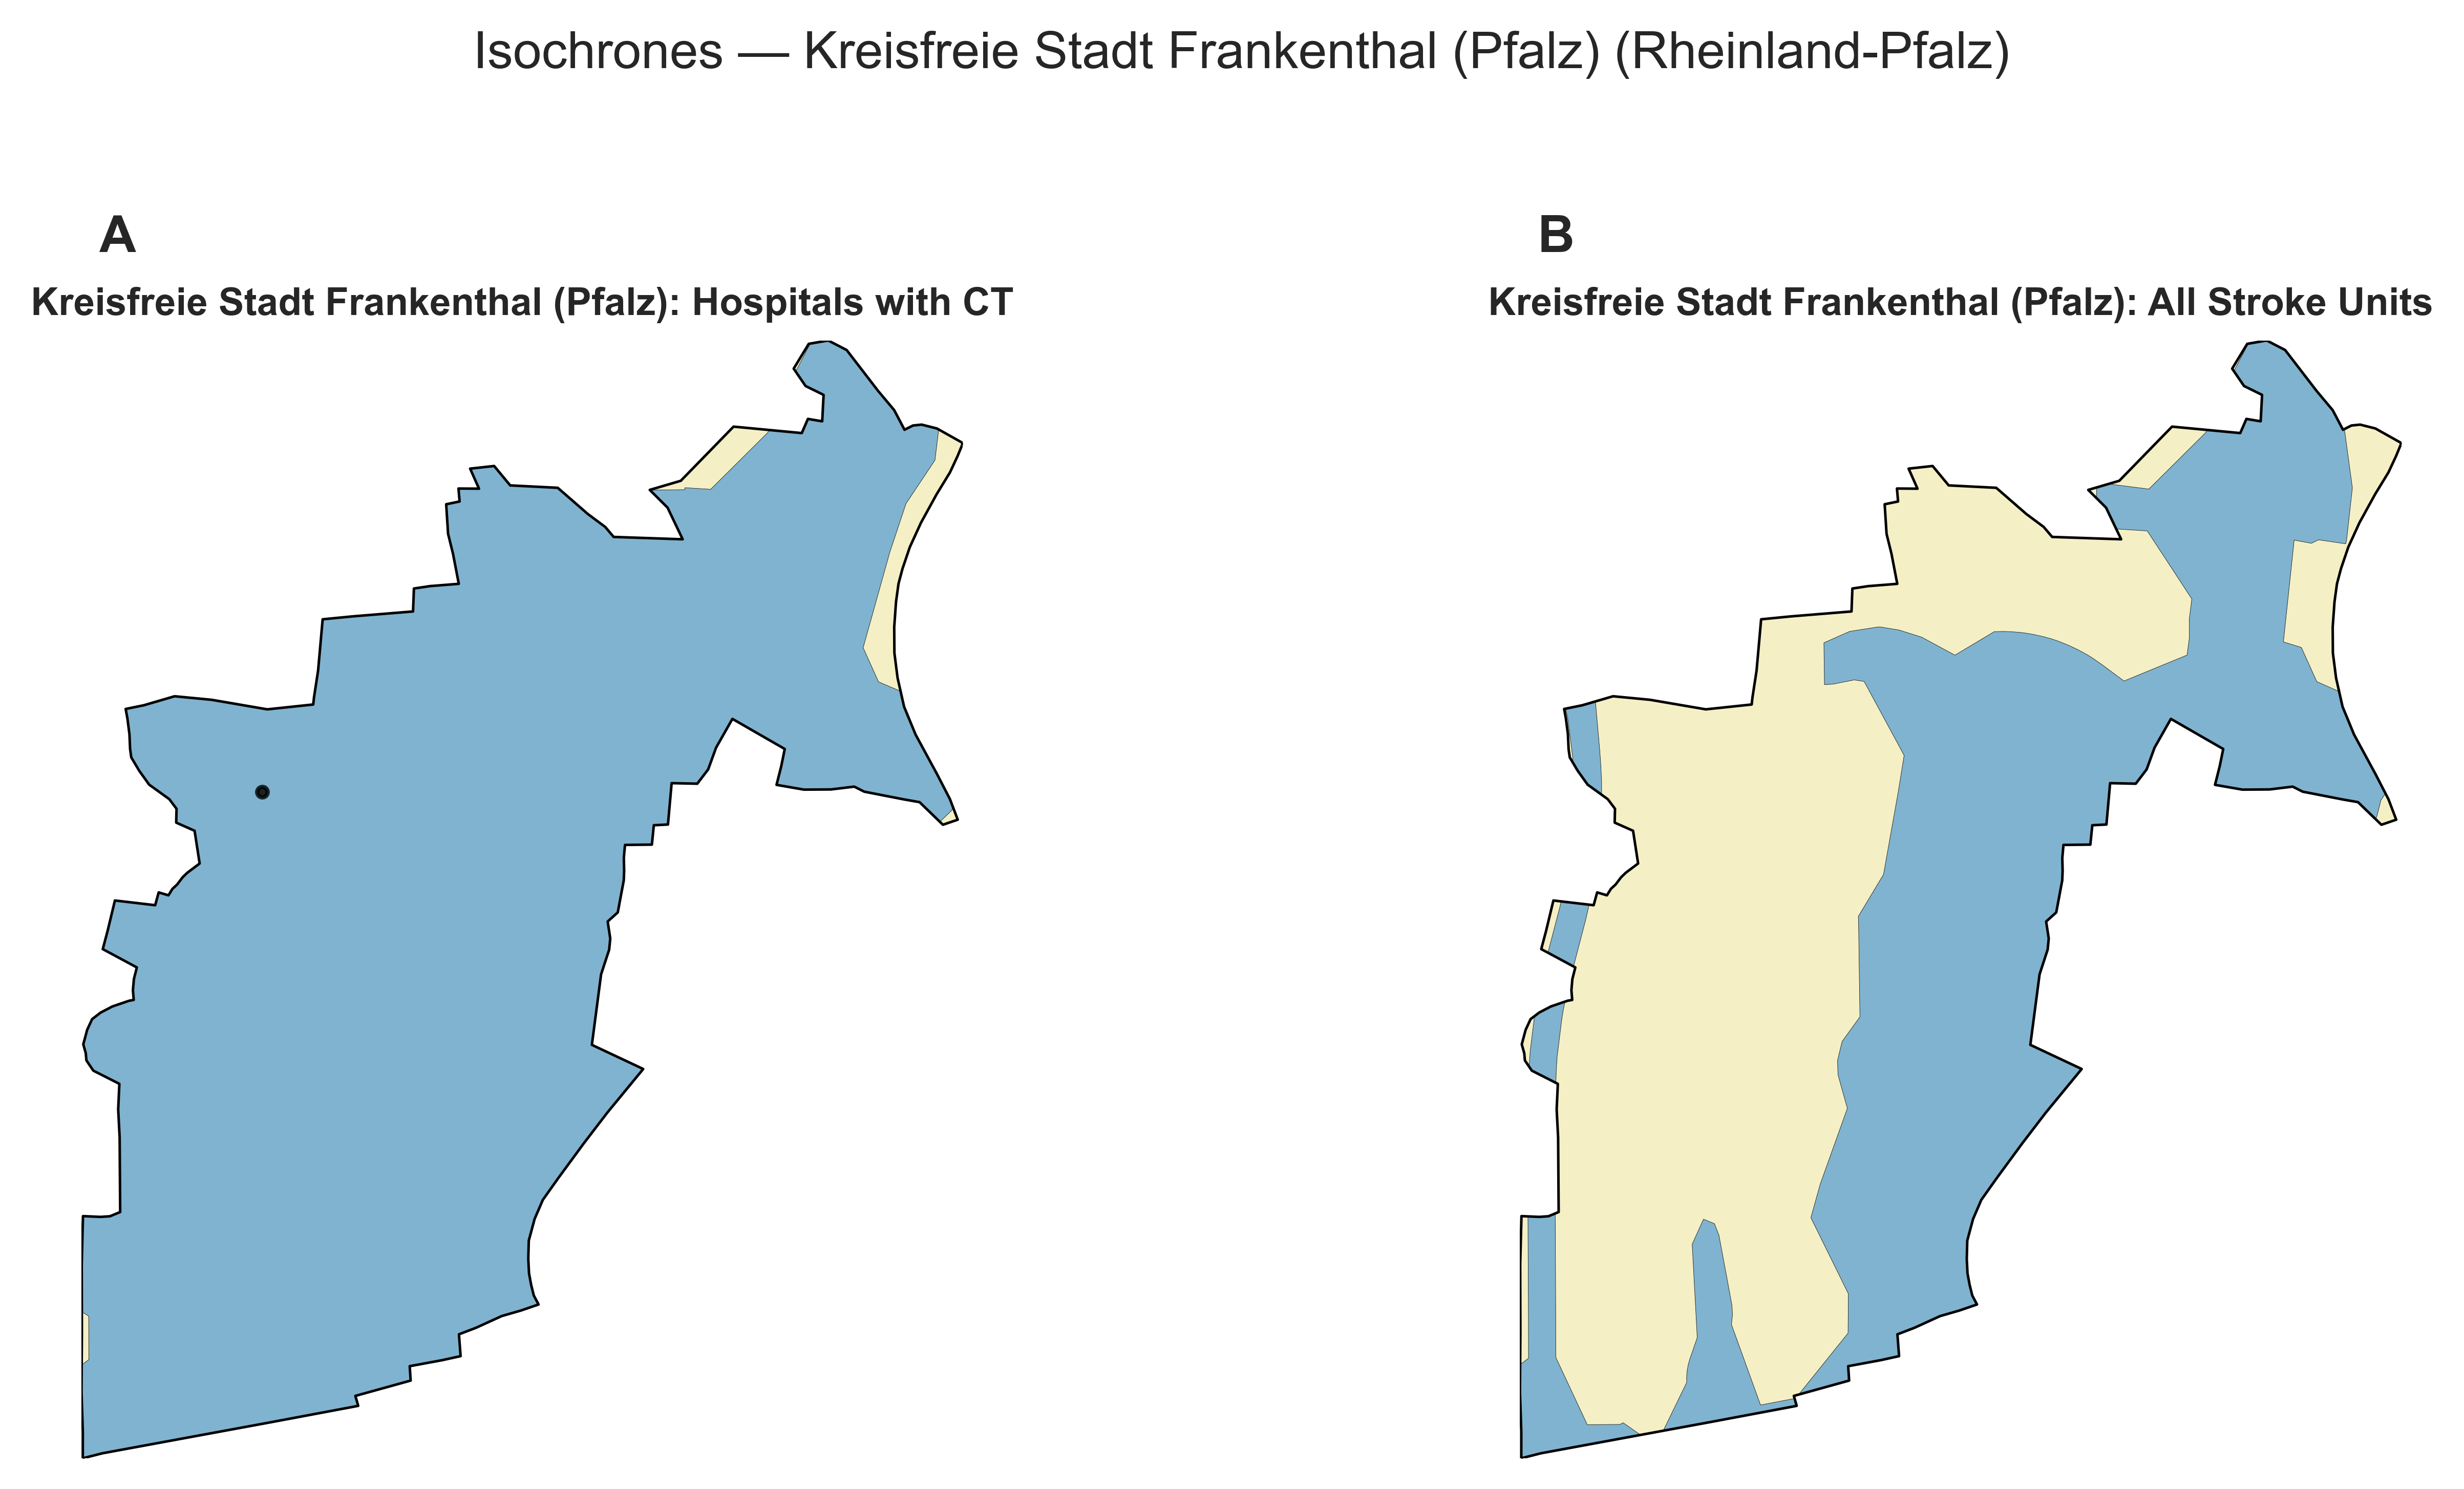 Isochrones — Kreisfreie Stadt Frankenthal (Pfalz) (Rheinland-Pfalz)
A
Kreisfreie Stadt Frankenthal (Pfalz): Hospitals with CT
B
Kreisfreie Stadt Frankenthal (Pfalz): All Stroke Units